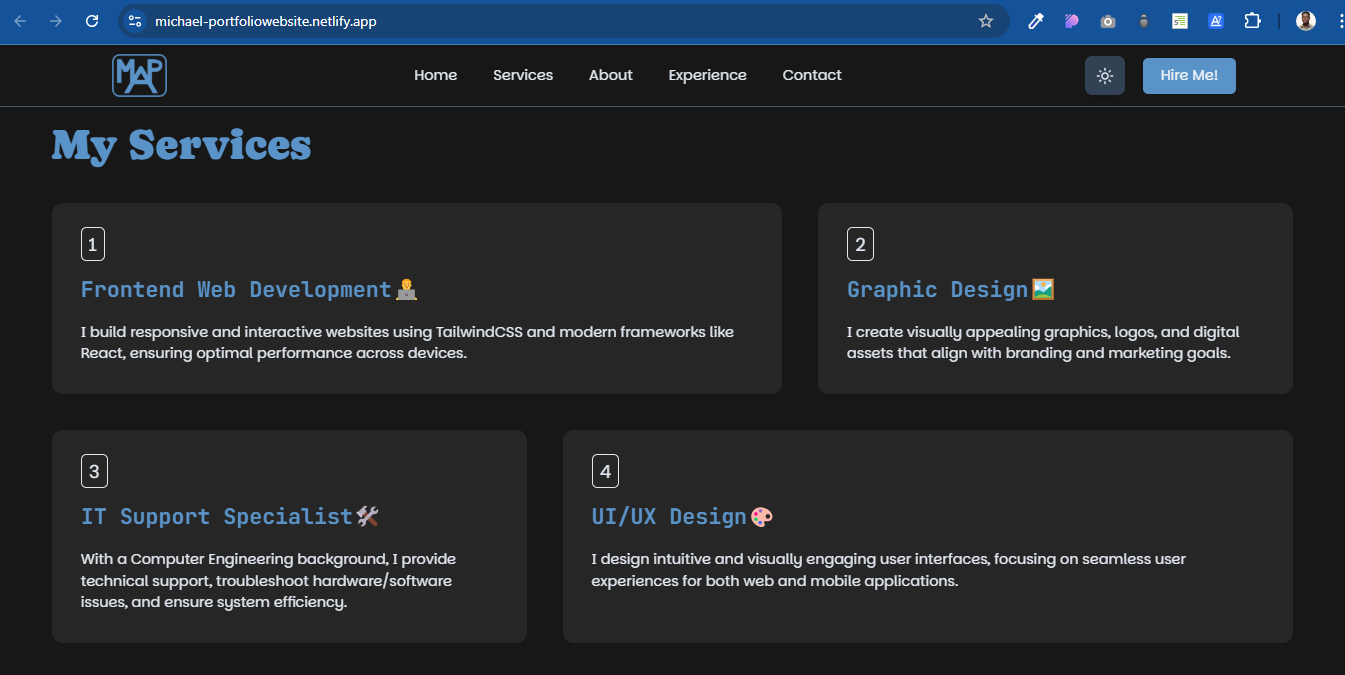 michael-portfoliowebsite.netlify.app
MAP
Home Services About Experience Contact Hire Me!
My Services
1
Frontend Web Development
I build responsive and interactive websites using TailwindCSS and modern frameworks like
React, ensuring optimal performance across devices.
2
Graphic Design
I create visually appealing graphics, logos, and digital
assets that align with branding and marketing goals.
3
IT Support Specialist
With a Computer Engineering background, I provide
technical support, troubleshoot hardware/software
issues, and ensure system efficiency.
4
UI/UX Design
I design intuitive and visually engaging user interfaces, focusing on seamless user
experiences for both web and mobile applications.